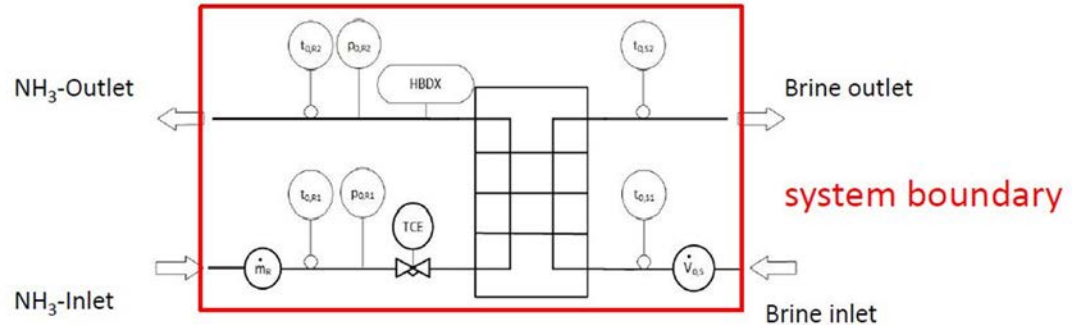 t₀,R2
p₀,R2
t₀,S2
NH₃-Outlet
HBDX
Brine outlet
t₀,R1
p₀,R1
TCE
t₀,S1
system boundary
ṁR
V̇₀,S
NH₃-Inlet
Brine inlet